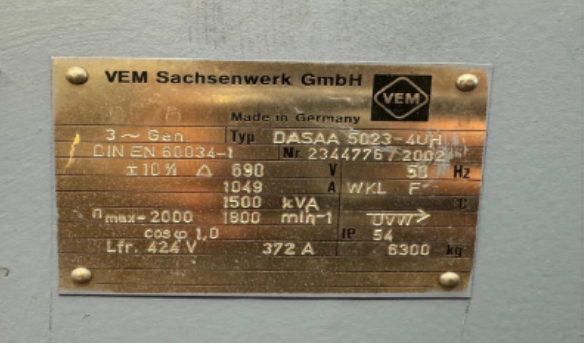 VEM Sachsenwerk GmbH VEM
Made in Germany
3 ~ Gen Typ DASAA 5023-4UH
DIN EN 60034-1 Nr. 2344776 / 2002
± 10 % Δ 690 V 50 Hz
1049 A WKL F °C
1500 kVA
nmax= 2000 1800 min-1 UVW>
cos φ 1,0 IP 54
Lfr. 424 V 372 A 6300 kg